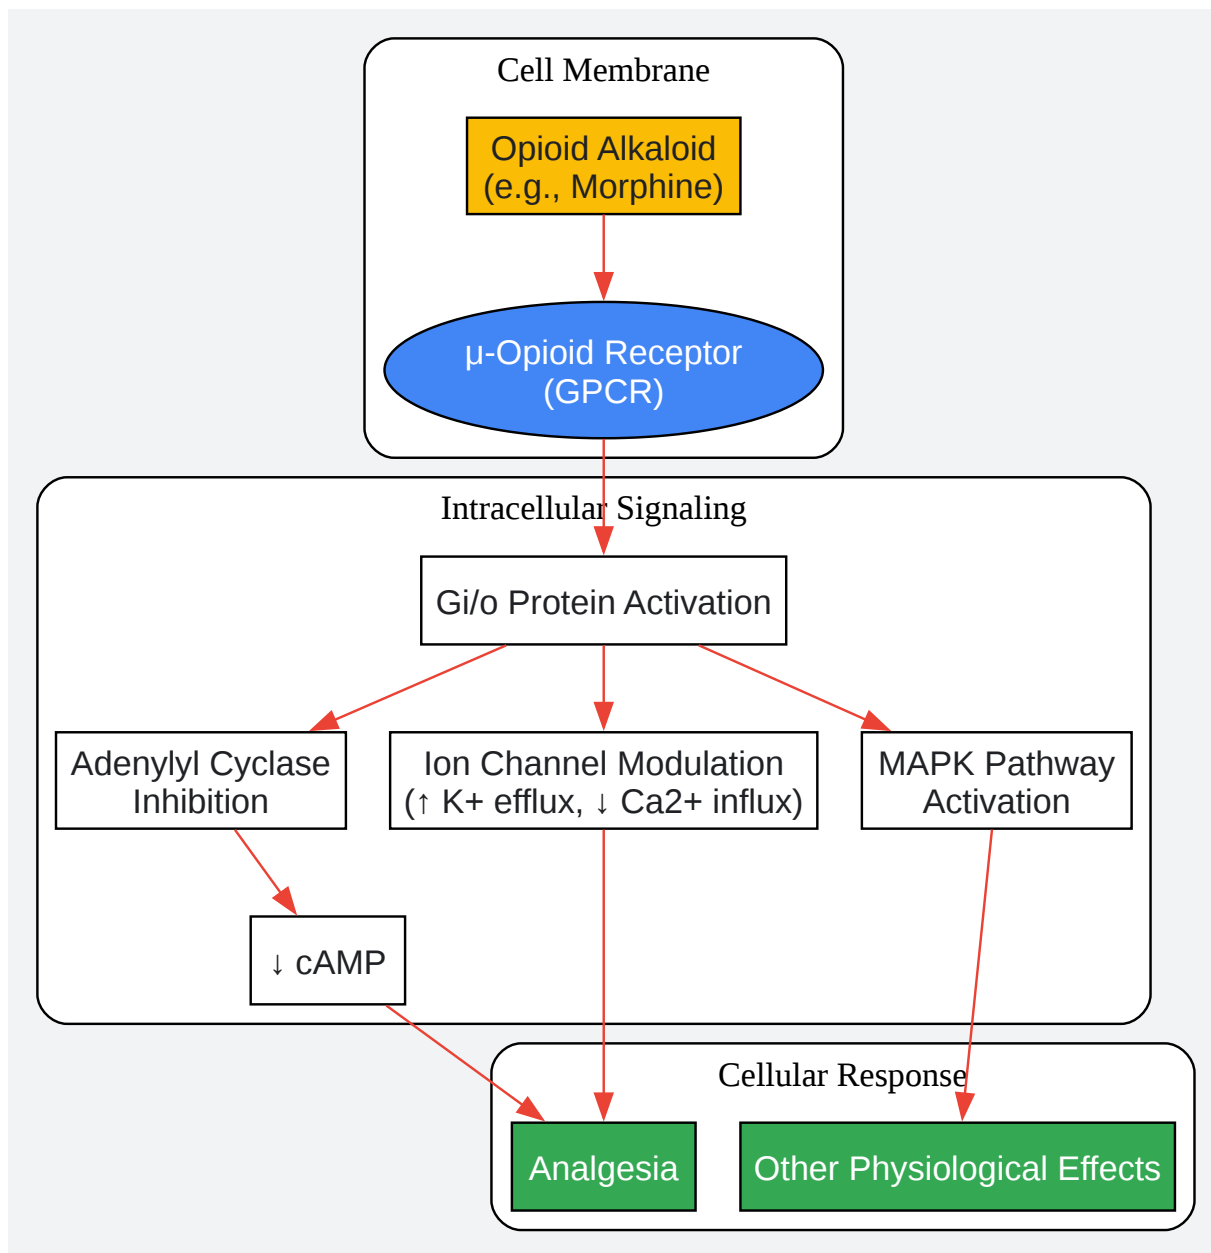 Cell Membrane
Opioid Alkaloid
(e.g., Morphine)
μ-Opioid Receptor
(GPCR)
Intracellular Signaling
Gi/o Protein Activation
Adenylyl Cyclase
Inhibition
Ion Channel Modulation
(↑ K+ efflux, ↓ Ca2+ influx)
MAPK Pathway
Activation
↓ cAMP
Cellular Response
Analgesia
Other Physiological Effects